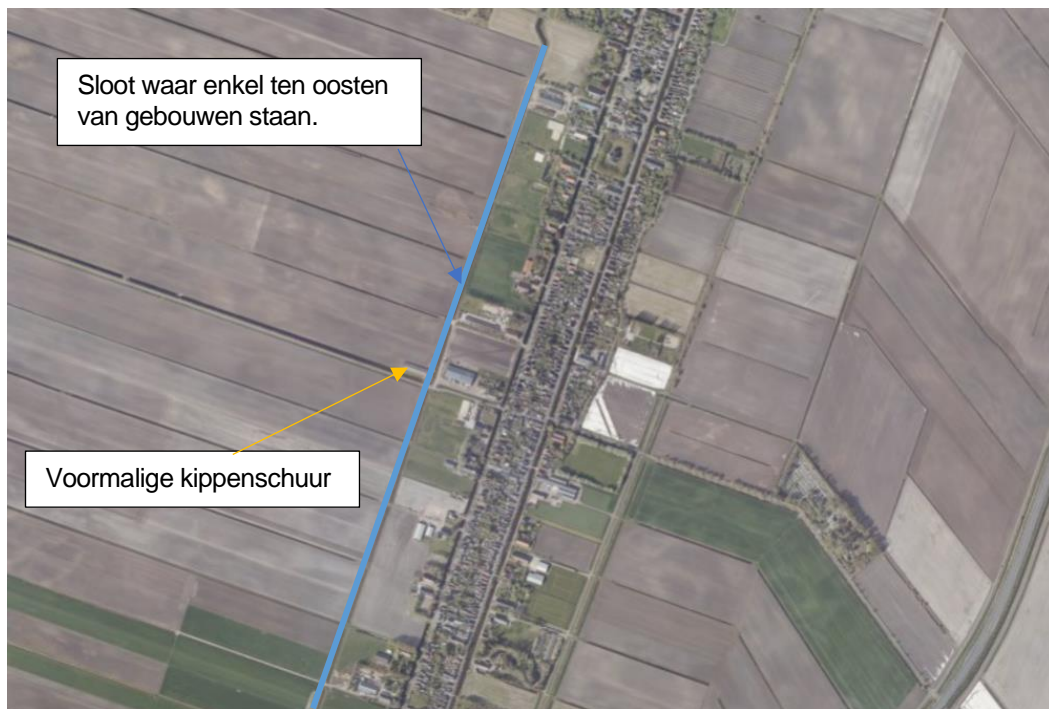 Sloot waar enkel ten oosten
van gebouwen staan.
Voormalige kippenschuur